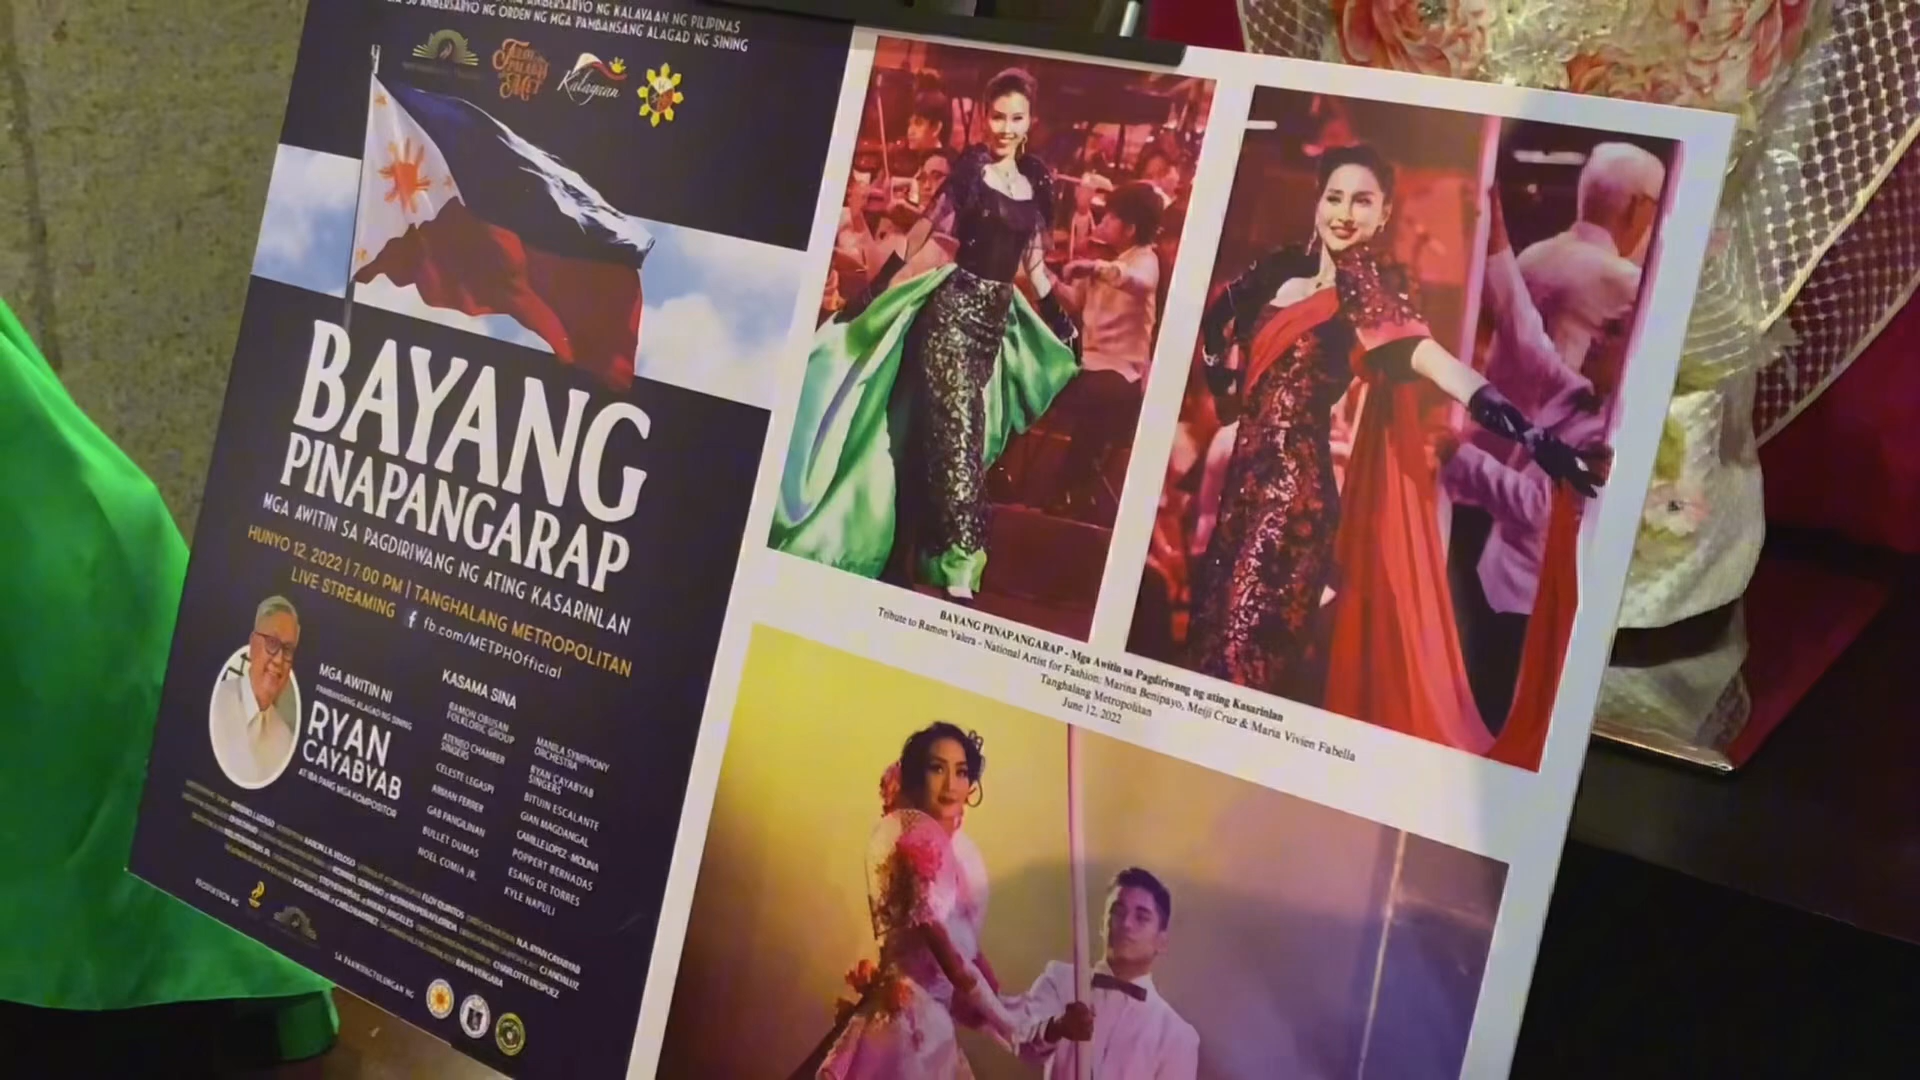 ANIBERSARYO NG KALAYAAN NG PILIPINAS
ANIBERSARYO NG ORDEN NG MGA PAMBANSANG ALAGAD NG SINING
Kalayaan
BAYANG
PINAPANGARAP
MGA AWITIN SA PAGDIRIWANG NG ATING KASARINLAN
HUNYO 12, 2022 | 7:00 PM | TANGHALANG METROPOLITAN
LIVE STREAMING f fb.com/METPHOfficial
MGA AWITIN NI
PAMBANSANG ALAGAD NG SINING
RYAN
CAYABYAB
AT IBA PANG MGA KOMPOSITOR
KASAMA SINA
RAMON OBUSAN
FOLKLORIC GROUP
ATENEO CHAMBER
SINGERS
CELESTE LEGASPI
ARMAN FERRER
GAB PANGILINAN
BULLET DUMAS
NOEL COMIA JR.
MANILA SYMPHONY
ORCHESTRA
RYAN CAYABYAB
SINGERS
BITUIN ESCALANTE
GIAN MAGDANGAL
CAMILLE LOPEZ - MOLINA
POPPERT BERNADAS
ESANG DE TORRES
KYLE NAPULI
PRODUKSYON NG
SA PAKIKIPAGTULUNGAN NG
BAYANG PINAPANGARAP - Mga Awitin sa Pagdiriwang ng ating Kasarinlan
Tribute to Ramon Valera - National Artist for Fashion: Marina Benipayo, Meiji Cruz & Maria Vivien Fabella
Tanghalang Metropolitan
June 12, 2022